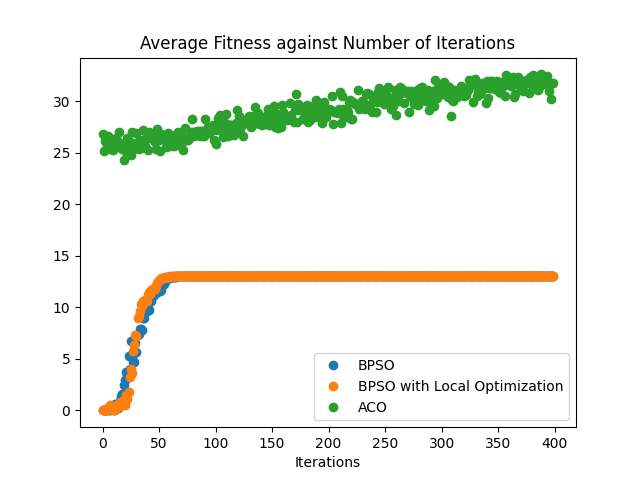 Average Fitness against Number of Iterations
30
25
20
15
10
5
0
BPSO
BPSO with Local Optimization
ACO
0 50 100 150 200 250 300 350 400
Iterations